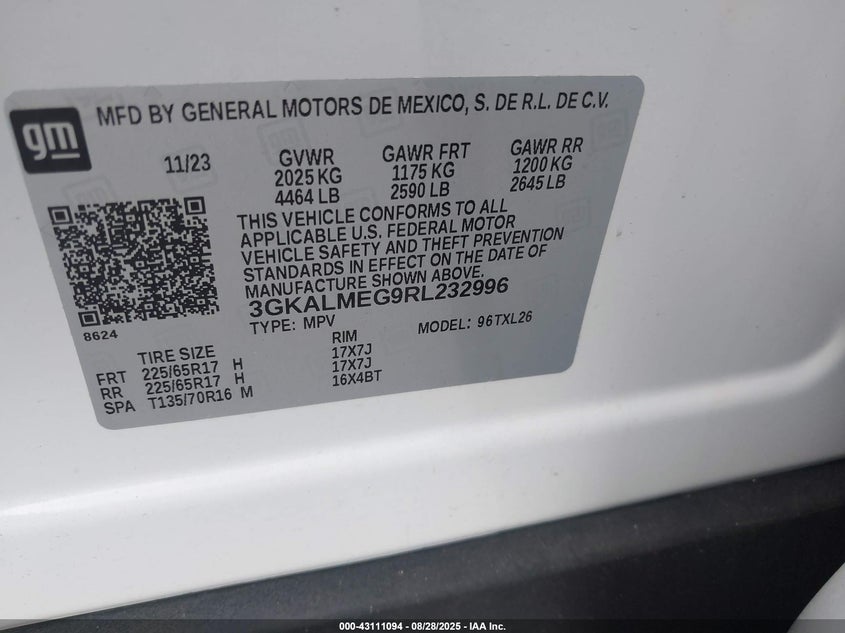 gm
MFD BY GENERAL MOTORS DE MEXICO, S. DE R.L. DE C.V.
11/23 GVWR GAWR FRT GAWR RR
2025 KG 1175 KG 1200 KG
4464 LB 2590 LB 2645 LB
THIS VEHICLE CONFORMS TO ALL
APPLICABLE U.S. FEDERAL MOTOR
VEHICLE SAFETY AND THEFT PREVENTION
STANDARDS IN EFFECT ON THE DATE OF
MANUFACTURE SHOWN ABOVE.
3GKALMEG9RL232996
8624
TYPE: MPV MODEL: 96TXL26
TIRE SIZE RIM
FRT 225/65R17 H 17X7J
RR 225/65R17 H 17X7J
SPA T135/70R16 M 16X4BT
000-43111094 - 08/28/2025 - IAA Inc.